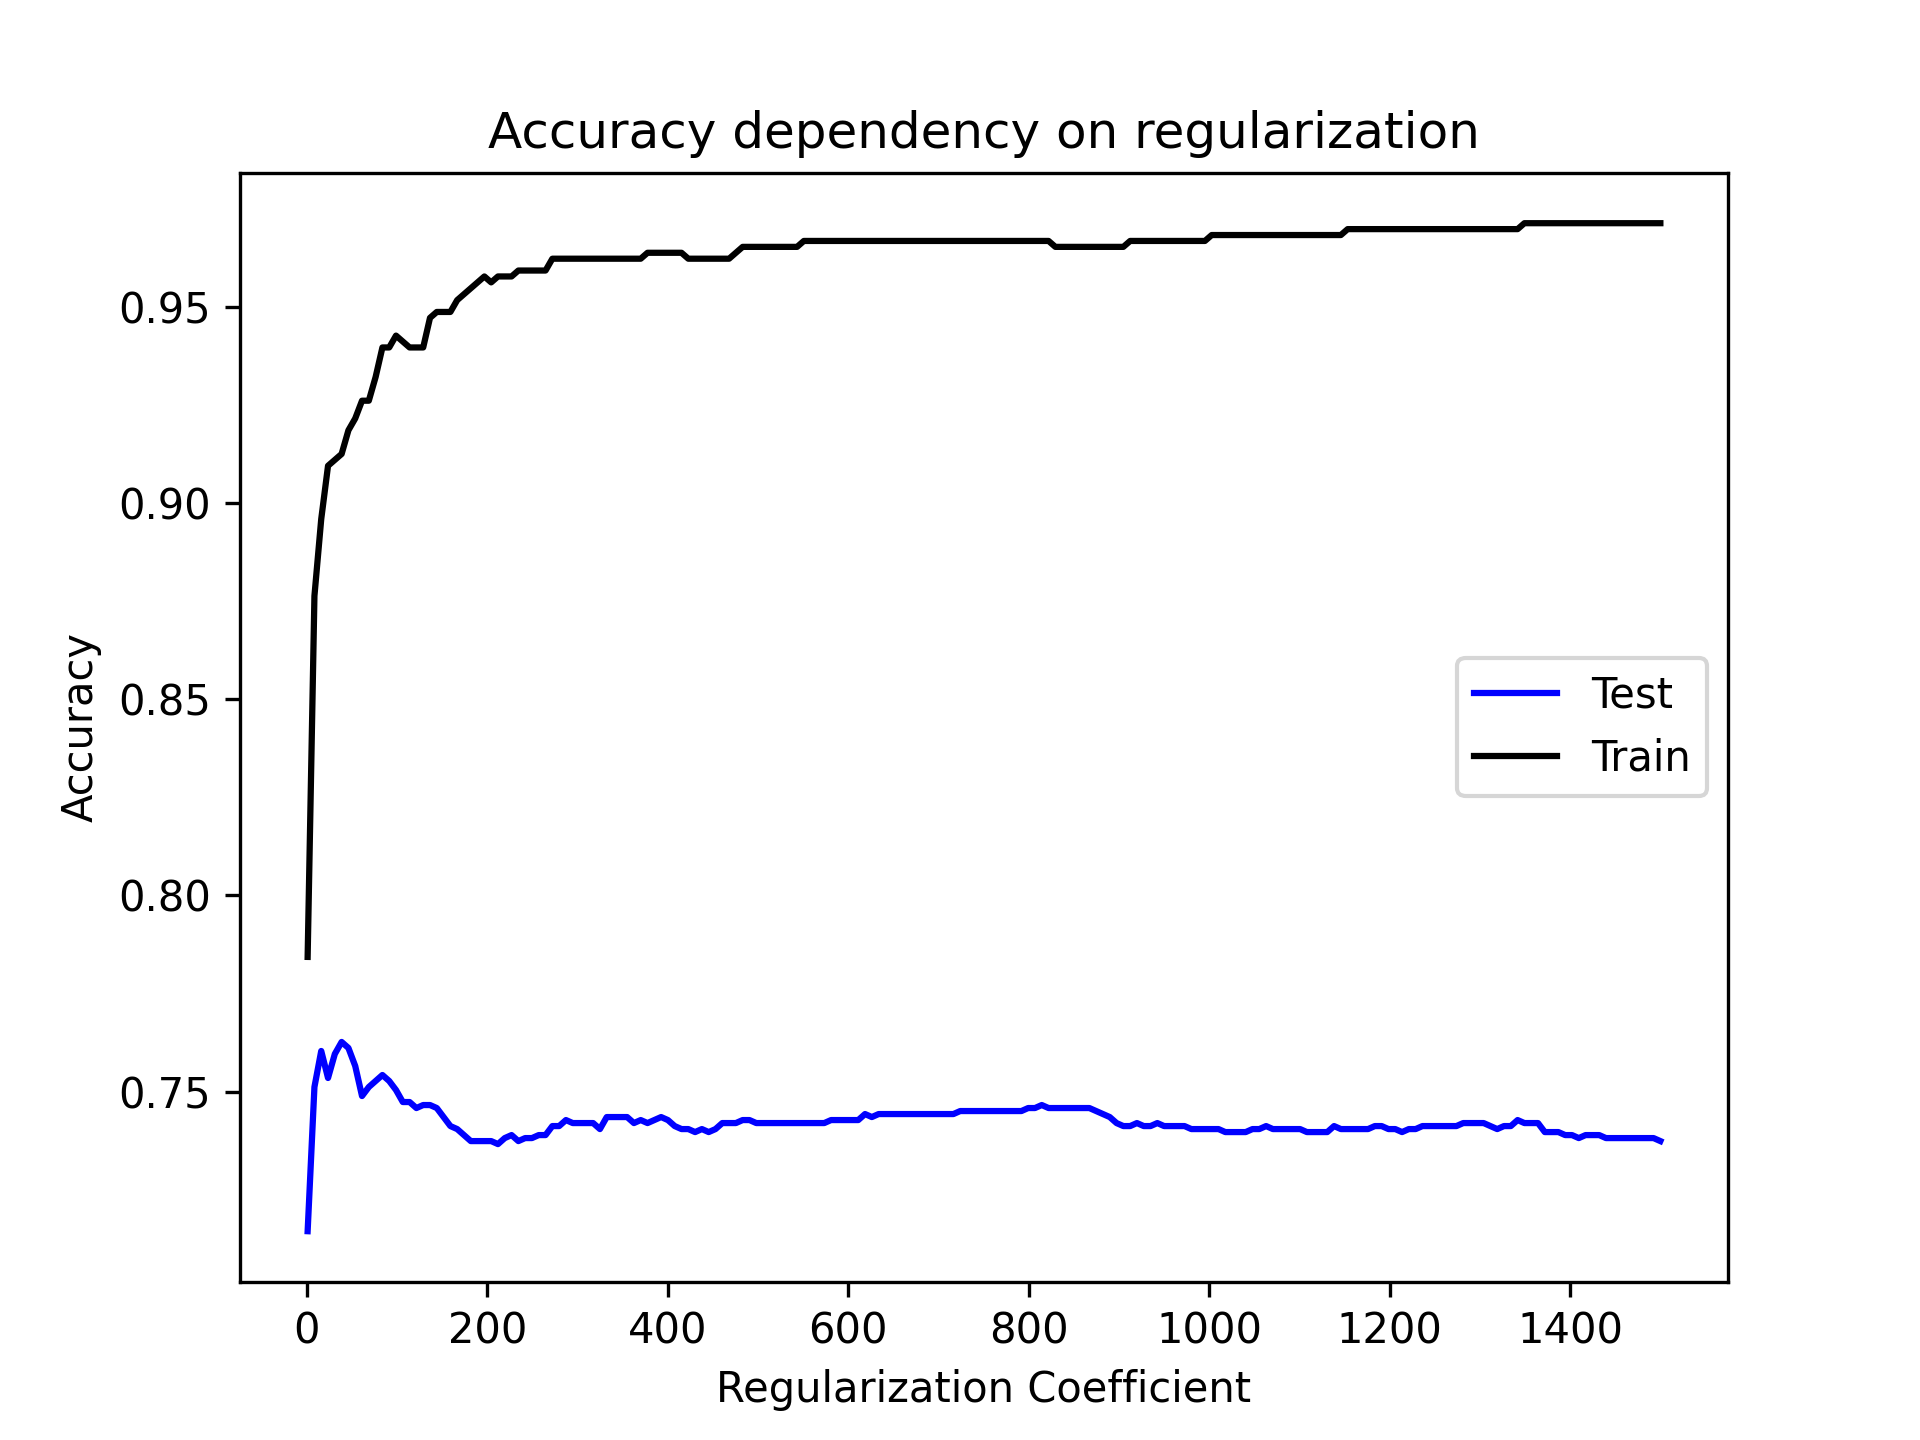 Accuracy dependency on regularization
Accuracy
0.95
0.90
0.85
0.80
0.75
Test
Train
0 200 400 600 800 1000 1200 1400
Regularization Coefficient